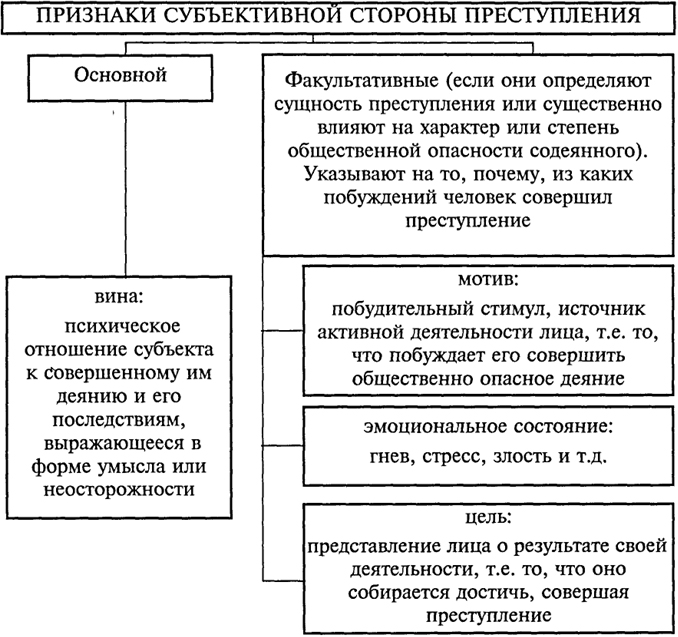 ПРИЗНАКИ СУБЪЕКТИВНОЙ СТОРОНЫ ПРЕСТУПЛЕНИЯ
Основной
Факультативные (если они определяют
сущность преступления или существенно
влияют на характер или степень
общественной опасности содеянного).
Указывают на то, почему, из каких
побуждений человек совершил
преступление
вина:
психическое
отношение субъекта
к совершенному им
деянию и его
последствиям,
выражающееся в
форме умысла или
неосторожности
мотив:
побудительный стимул, источник
активной деятельности лица, т.е. то,
что побуждает его совершить
общественно опасное деяние
эмоциональное состояние:
гнев, стресс, злость и т.д.
цель:
представление лица о результате своей
деятельности, т.е. то, что оно
собирается достичь, совершая
преступление